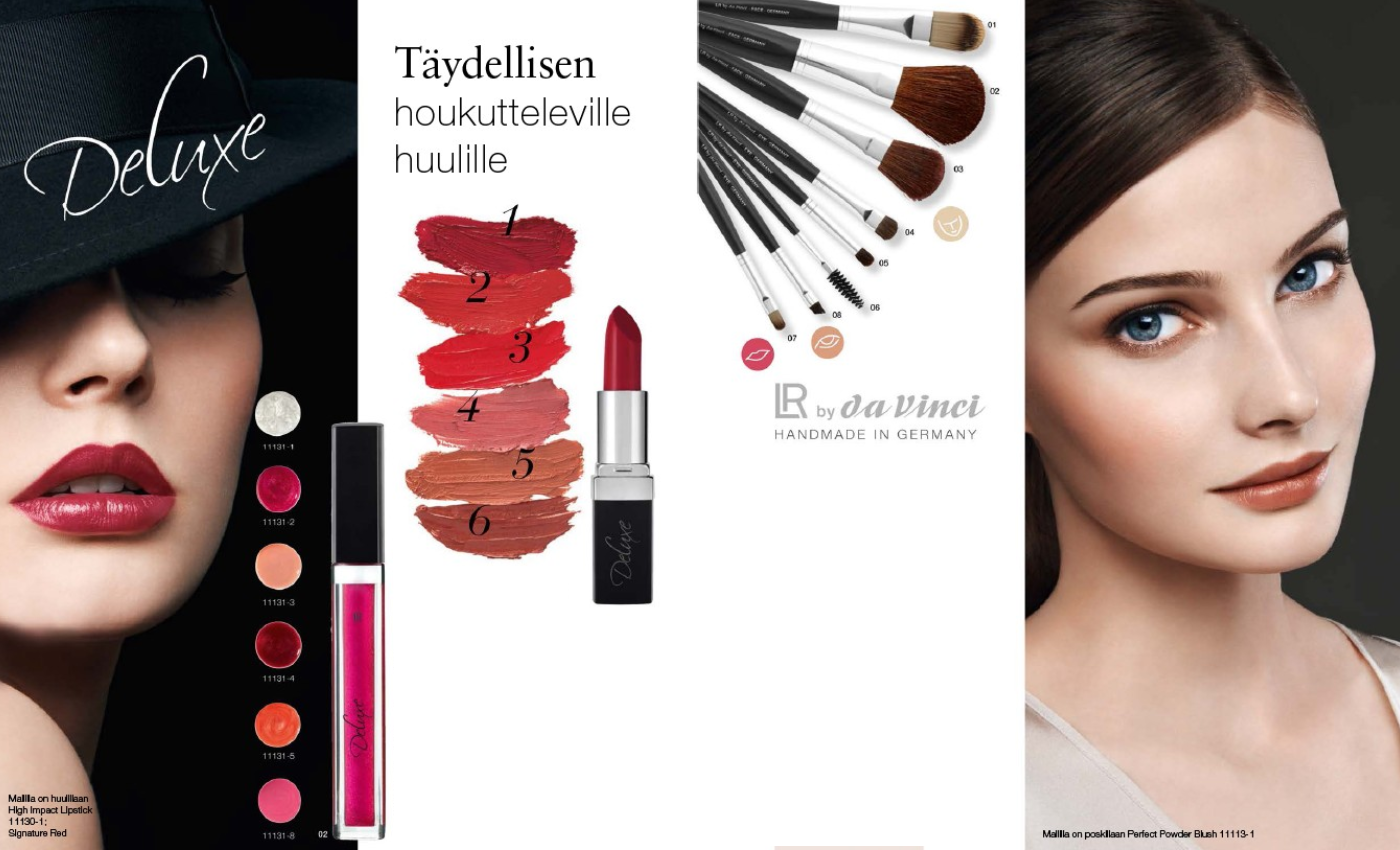 Deluxe
11131-1
11131-2
11131-3
11131-4
11131-5
11131-8
Mallilla on huulillaan
High Impact Lipstick
11130-1:
Signature Red
02
Deluxe
Täydellisen
houkutteleville
huulille
1
2
3
4
5
6
Deluxe
01
02
03
04
05
06
08
07
LR by da Vinci
HANDMADE IN GERMANY
Mallilla on poskillaan Perfect Powder Blush 11113-1